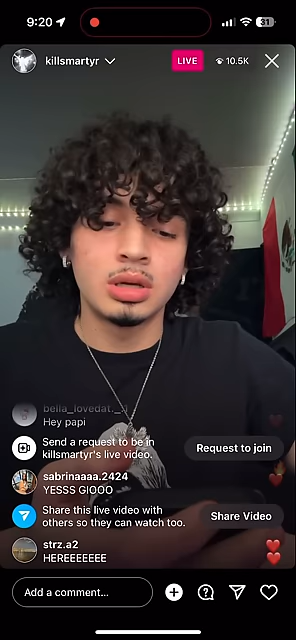 9:20
31
killsmartyr
LIVE
10.5K
Hey papi
Send a request to be in
killsmartyr's live video.
Request to join
sabrinaaaa.2424
YESSS GIOOO
Share this live video with
others so they can watch too.
Share Video
strz.a2
HEREEEEEEE
Add a comment...